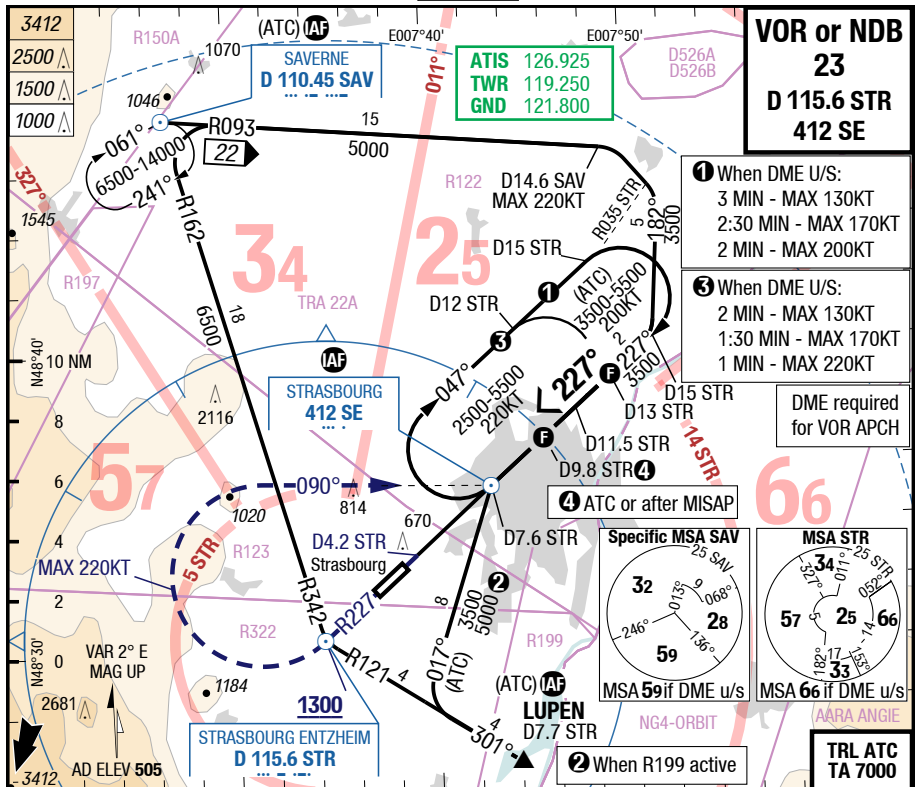 3412
2500
1500
1000
VOR or NDB
23
D 115.6 STR
412 SE
ATIS 126.925
TWR 119.250
GND 121.800
(ATC) IAF
SAVERNE
D 110.45 SAV
E007°40'
E007°50'
R150A
1070
1046
011°
D526A
D526B
061°
6500-14000
241°
R093
22
15
5000
D14.6 SAV
MAX 220KT
R122
R035 STR
5
182°
3500
1 When DME U/S:
3 MIN - MAX 130KT
2:30 MIN - MAX 170KT
2 MIN - MAX 200KT
3 When DME U/S:
2 MIN - MAX 130KT
1:30 MIN - MAX 170KT
1 MIN - MAX 220KT
DME required
for VOR APCH
327°
1545
R162
R197
34
25
18
6500
TRA 22A
D15 STR
D12 STR
1
3
(ATC)
3500-5500
200KT
2
227°
3500
227°
047°
2500-5500
220KT
F
D15 STR
D13 STR
F
D11.5 STR
D9.8 STR 4
14 STR
4 ATC or after MISAP
N48°40'
10 NM
8
6
4
2
0
N48°30'
IAF
STRASBOURG
412 SE
2116
57
66
090°
814
1020
670
D4.2 STR
Strasbourg
D7.6 STR
MAX 220KT
5 STR
R123
R322
R342
R227
2
8
3500
5000
017°
(ATC)
R199
R121
4
4
301°
(ATC) IAF
LUPEN
D7.7 STR
1300
STRASBOURG ENTZHEIM
D 115.6 STR
1184
VAR 2° E
MAG UP
2681
3412
AD ELEV 505
2 When R199 active
Specific MSA SAV
25 SAV
32
013°
9
068°
28
246°
136°
59
MSA 59 if DME u/s
MSA STR
34
25 STR
327°
011°
052°
57
5
25
66
14
182°
17
153°
33
MSA 66 if DME u/s
NG4-ORBIT
AARA ANGIE
TRL ATC
TA 7000